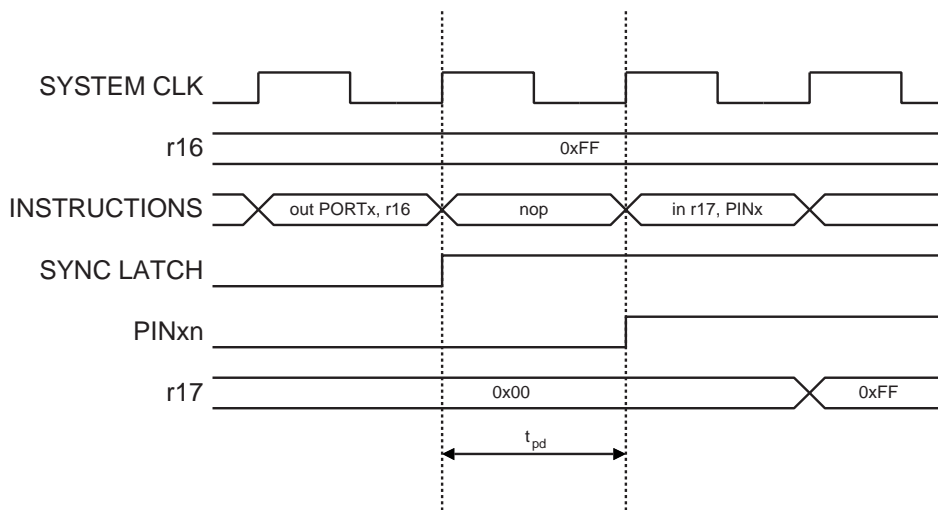 SYSTEM CLK
r16
0xFF
INSTRUCTIONS
out PORTx, r16
nop
in r17, PINx
SYNC LATCH
PINxn
r17
0x00
0xFF
tpd